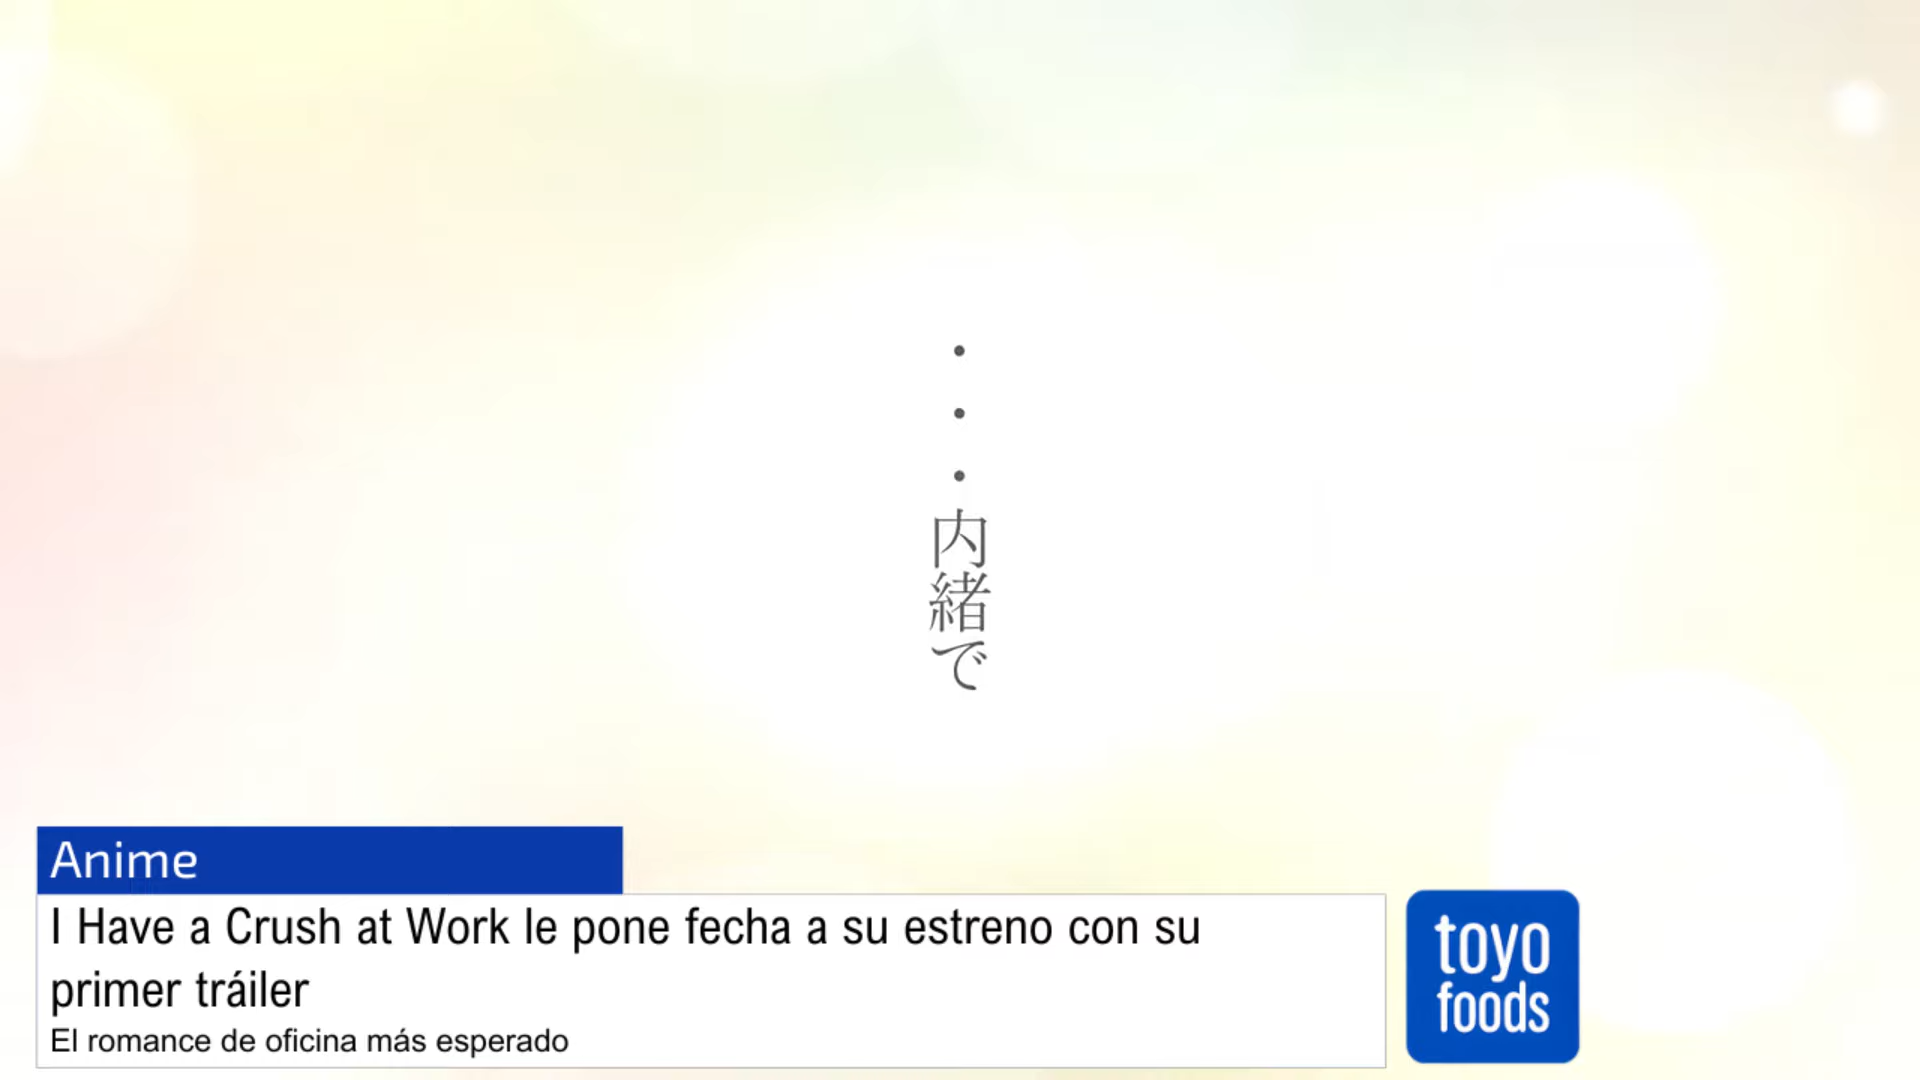 ・・・内緒で
Anime
I Have a Crush at Work le pone fecha a su estreno con su
primer tráiler
El romance de oficina más esperado
toyo
foods